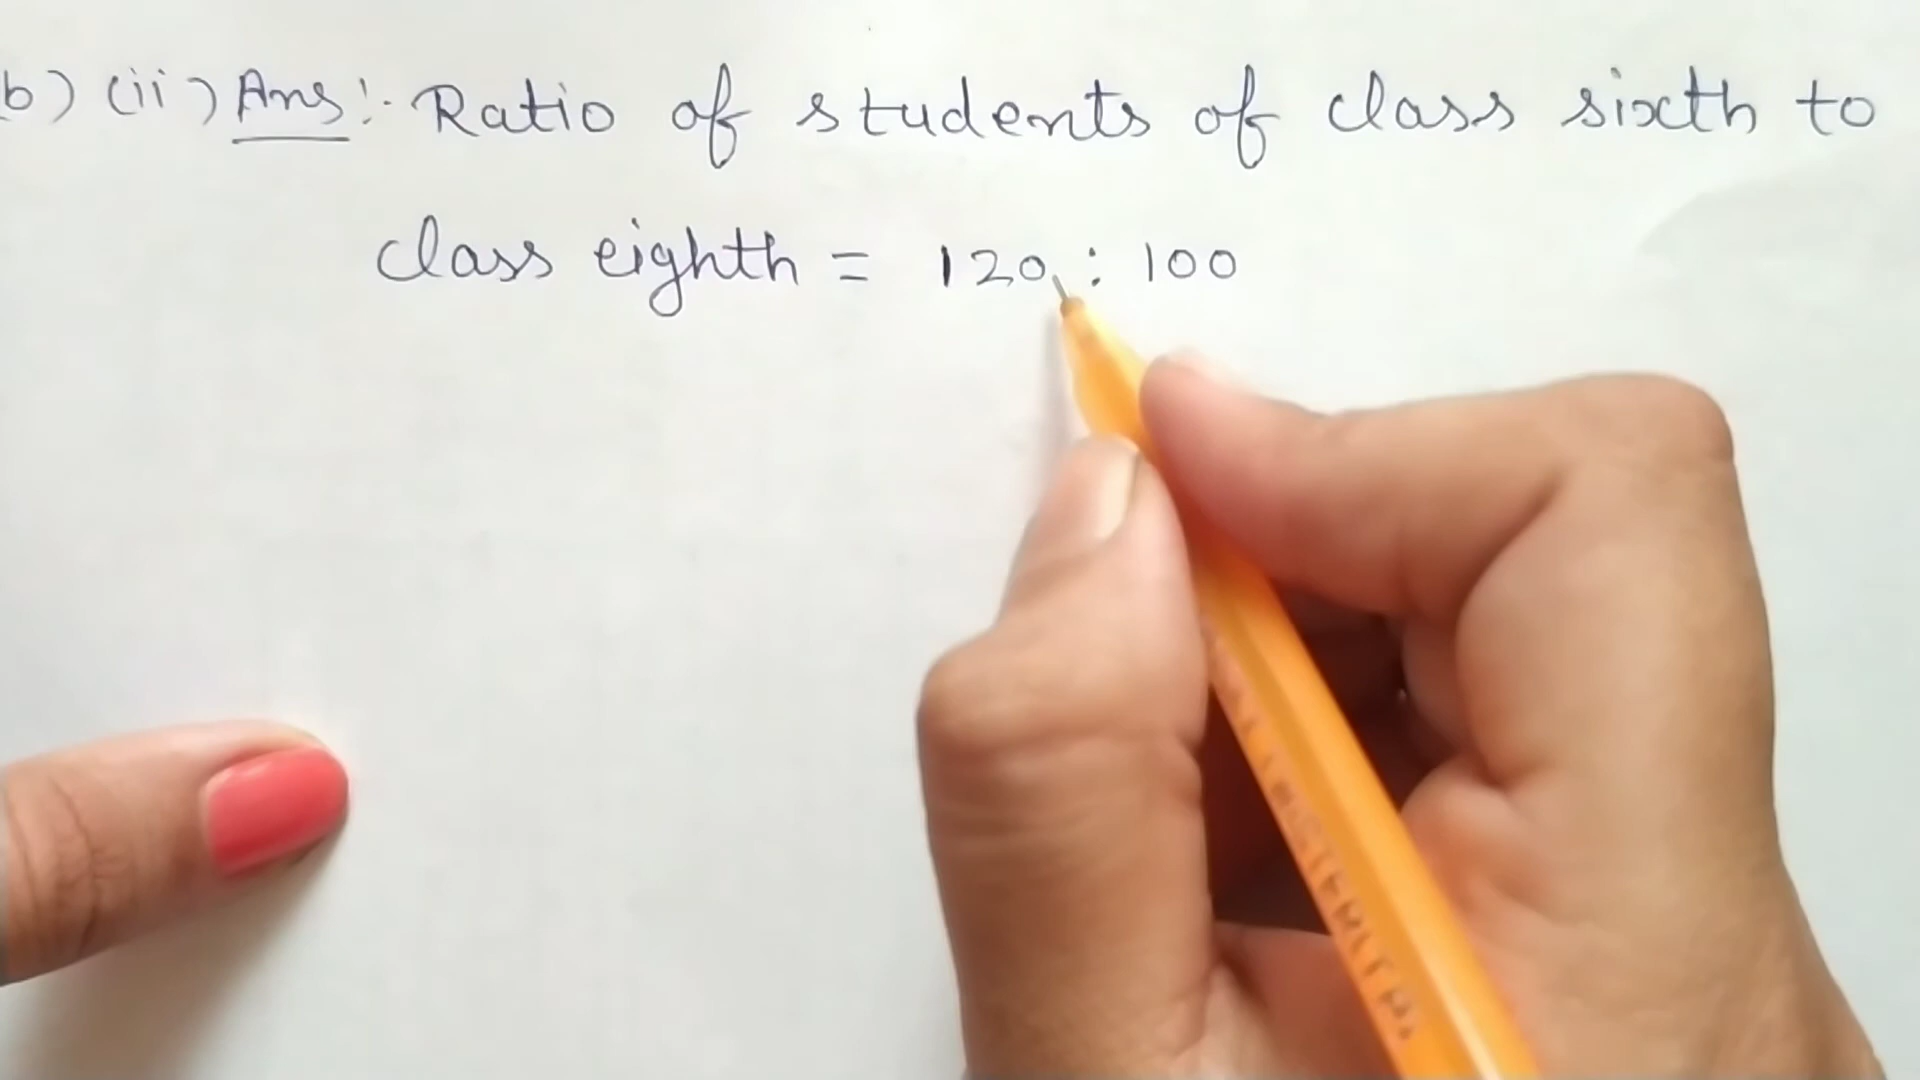 b) (ii) Ans:- Ratio of students of class sixth to
class eighth = 120 : 100